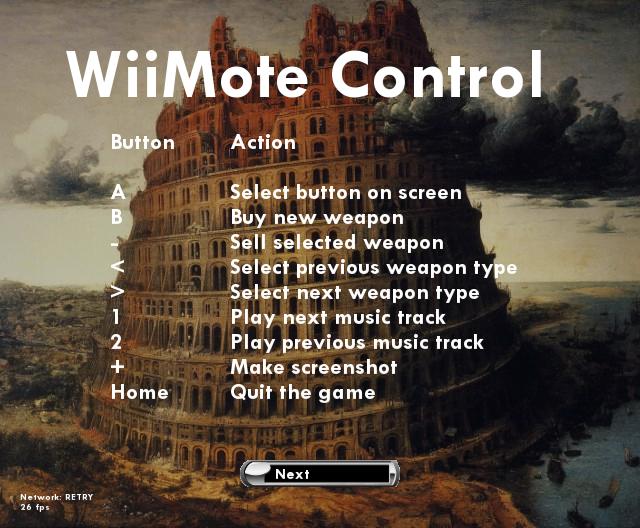 WiiMote Control
Button Action
A Select button on screen
B Buy new weapon
- Sell selected weapon
< Select previous weapon type
> Select next weapon type
1 Play next music track
2 Play previous music track
+ Make screenshot
Home Quit the game
Next
Network: RETRY
26 fps